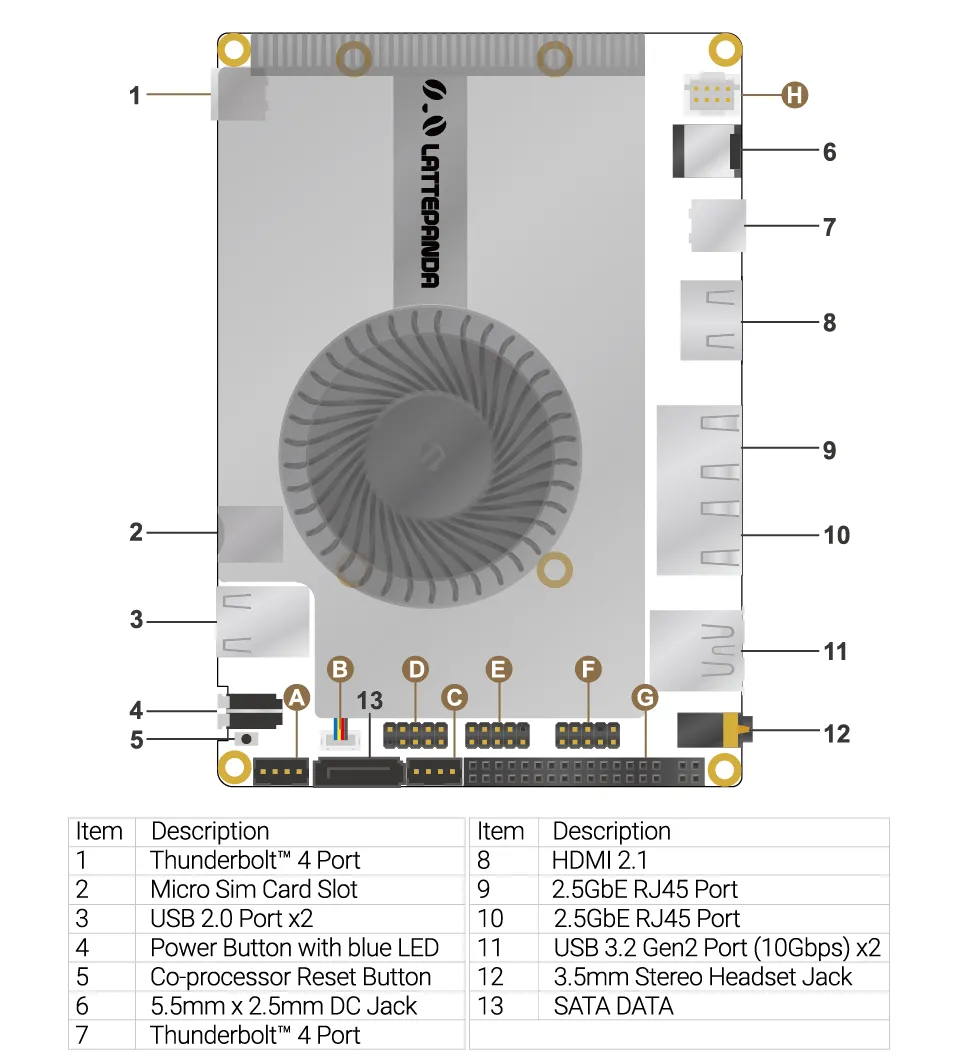 1
H
LATTEPANDA
6
7
8
9
2
10
3
11
B
D
E
F
A
13
C
G
4
5
12
Item Description Item Description
1 Thunderbolt™ 4 Port 8 HDMI 2.1
2 Micro Sim Card Slot 9 2.5GbE RJ45 Port
3 USB 2.0 Port x2 10 2.5GbE RJ45 Port
4 Power Button with blue LED 11 USB 3.2 Gen2 Port (10Gbps) x2
5 Co-processor Reset Button 12 3.5mm Stereo Headset Jack
6 5.5mm x 2.5mm DC Jack 13 SATA DATA
7 Thunderbolt™ 4 Port